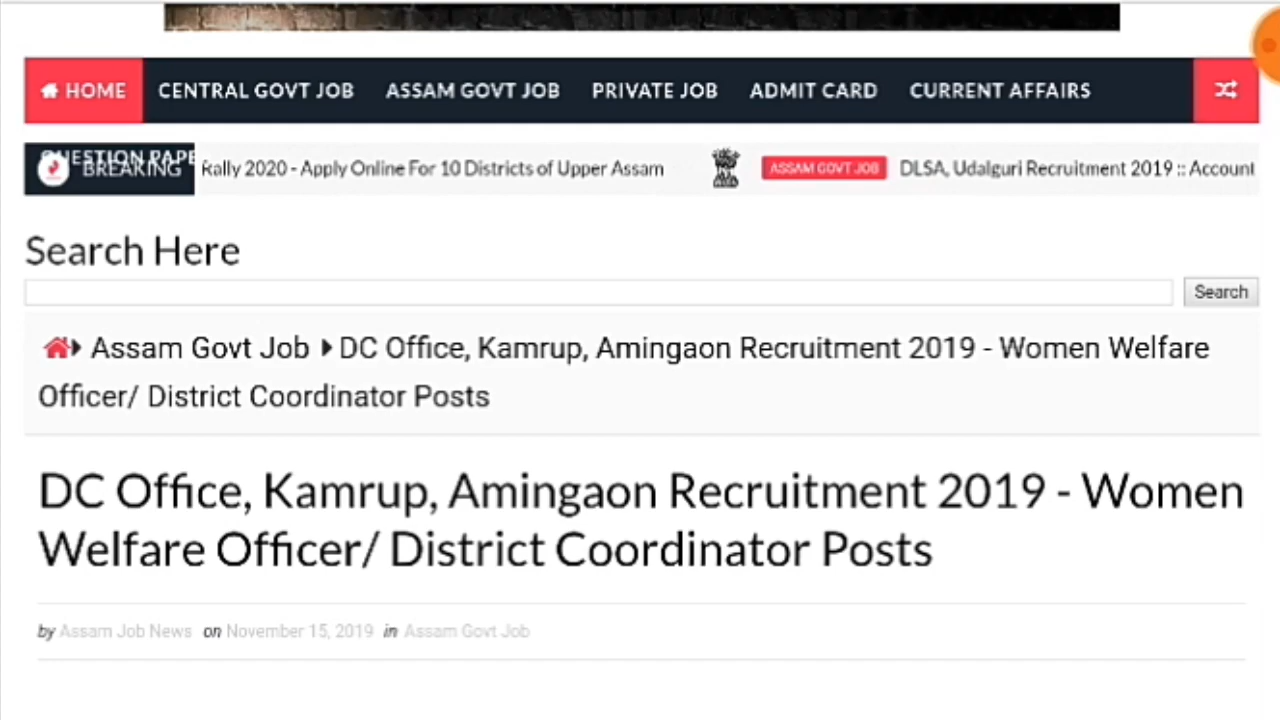 HOME CENTRAL GOVT JOB ASSAM GOVT JOB PRIVATE JOB ADMIT CARD CURRENT AFFAIRS
QUESTION PAPE
BREAKING Rally 2020 - Apply Online For 10 Districts of Upper Assam ASSAM GOVT JOB DLSA, Udalguri Recruitment 2019 :: Account
Search Here
Search
Assam Govt Job DC Office, Kamrup, Amingaon Recruitment 2019 - Women Welfare
Officer/ District Coordinator Posts
DC Office, Kamrup, Amingaon Recruitment 2019 - Women
Welfare Officer/ District Coordinator Posts
by Assam Job News on November 15, 2019 in Assam Govt Job